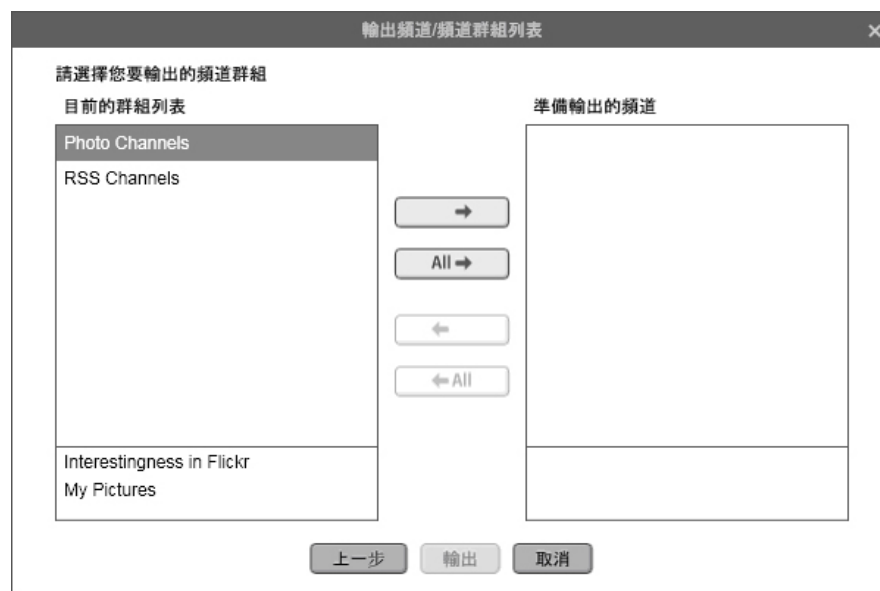 輸出頻道/頻道群組列表
請選擇您要輸出的頻道群組
目前的群組列表
準備輸出的頻道
Photo Channels
RSS Channels
All
All
Interestingness in Flickr
My Pictures
上一步
輸出
取消